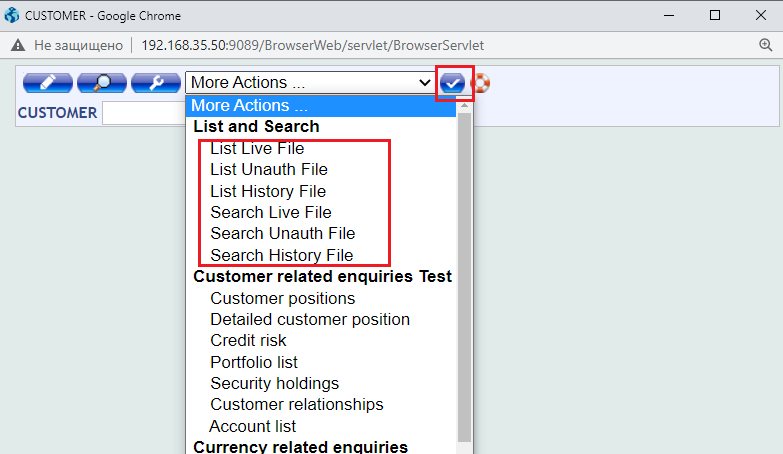 CUSTOMER - Google Chrome
Не защищено 192.168.35.50:9089/BrowserWeb/servlet/BrowserServlet
More Actions ...
CUSTOMER
More Actions ...
List and Search
List Live File
List Unauth File
List History File
Search Live File
Search Unauth File
Search History File
Customer related enquiries Test
Customer positions
Detailed customer position
Credit risk
Portfolio list
Security holdings
Customer relationships
Account list
Currency related enquiries